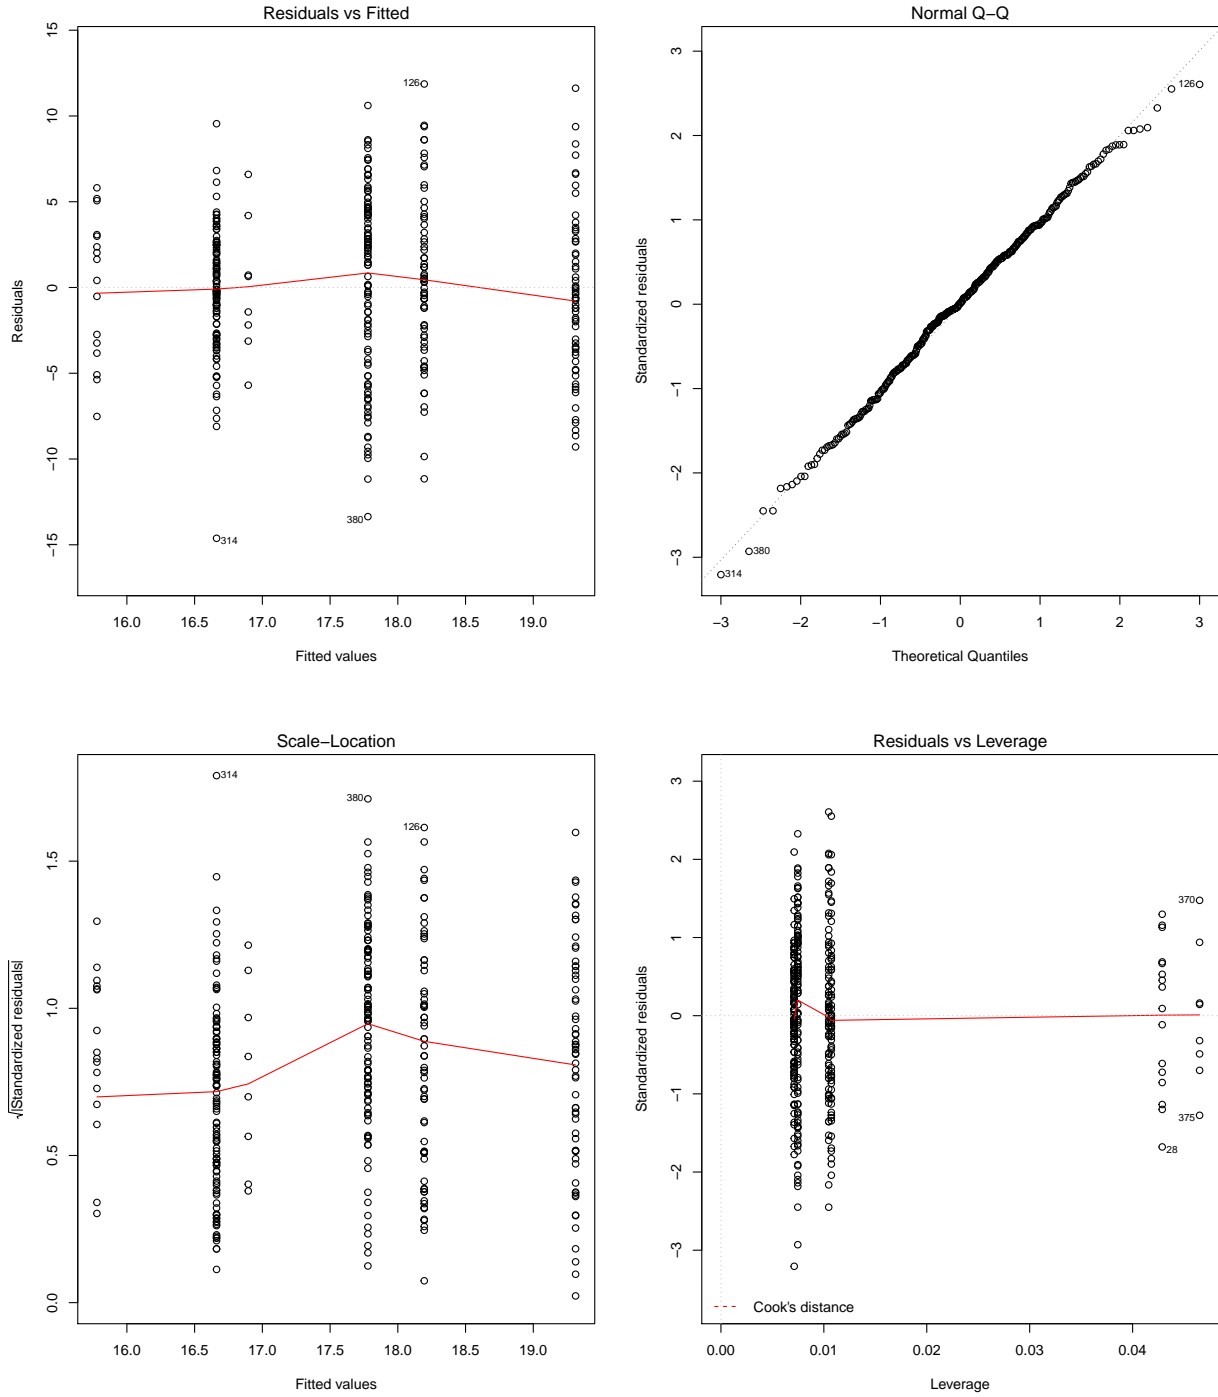 Residuals vs Fitted
Residuals
15
10
5
0
−5
−10
−15
126
380
314
16.0 16.5 17.0 17.5 18.0 18.5 19.0
Fitted values
Normal Q−Q
Standardized residuals
3
2
1
0
−1
−2
−3
126
380
314
−3 −2 −1 0 1 2 3
Theoretical Quantiles
Scale−Location
√|Standardized residuals|
1.5
1.0
0.5
0.0
314
380
126
16.0 16.5 17.0 17.5 18.0 18.5 19.0
Fitted values
Residuals vs Leverage
Standardized residuals
3
2
1
0
−1
−2
−3
370
375
28
Cook's distance
0.00 0.01 0.02 0.03 0.04
Leverage